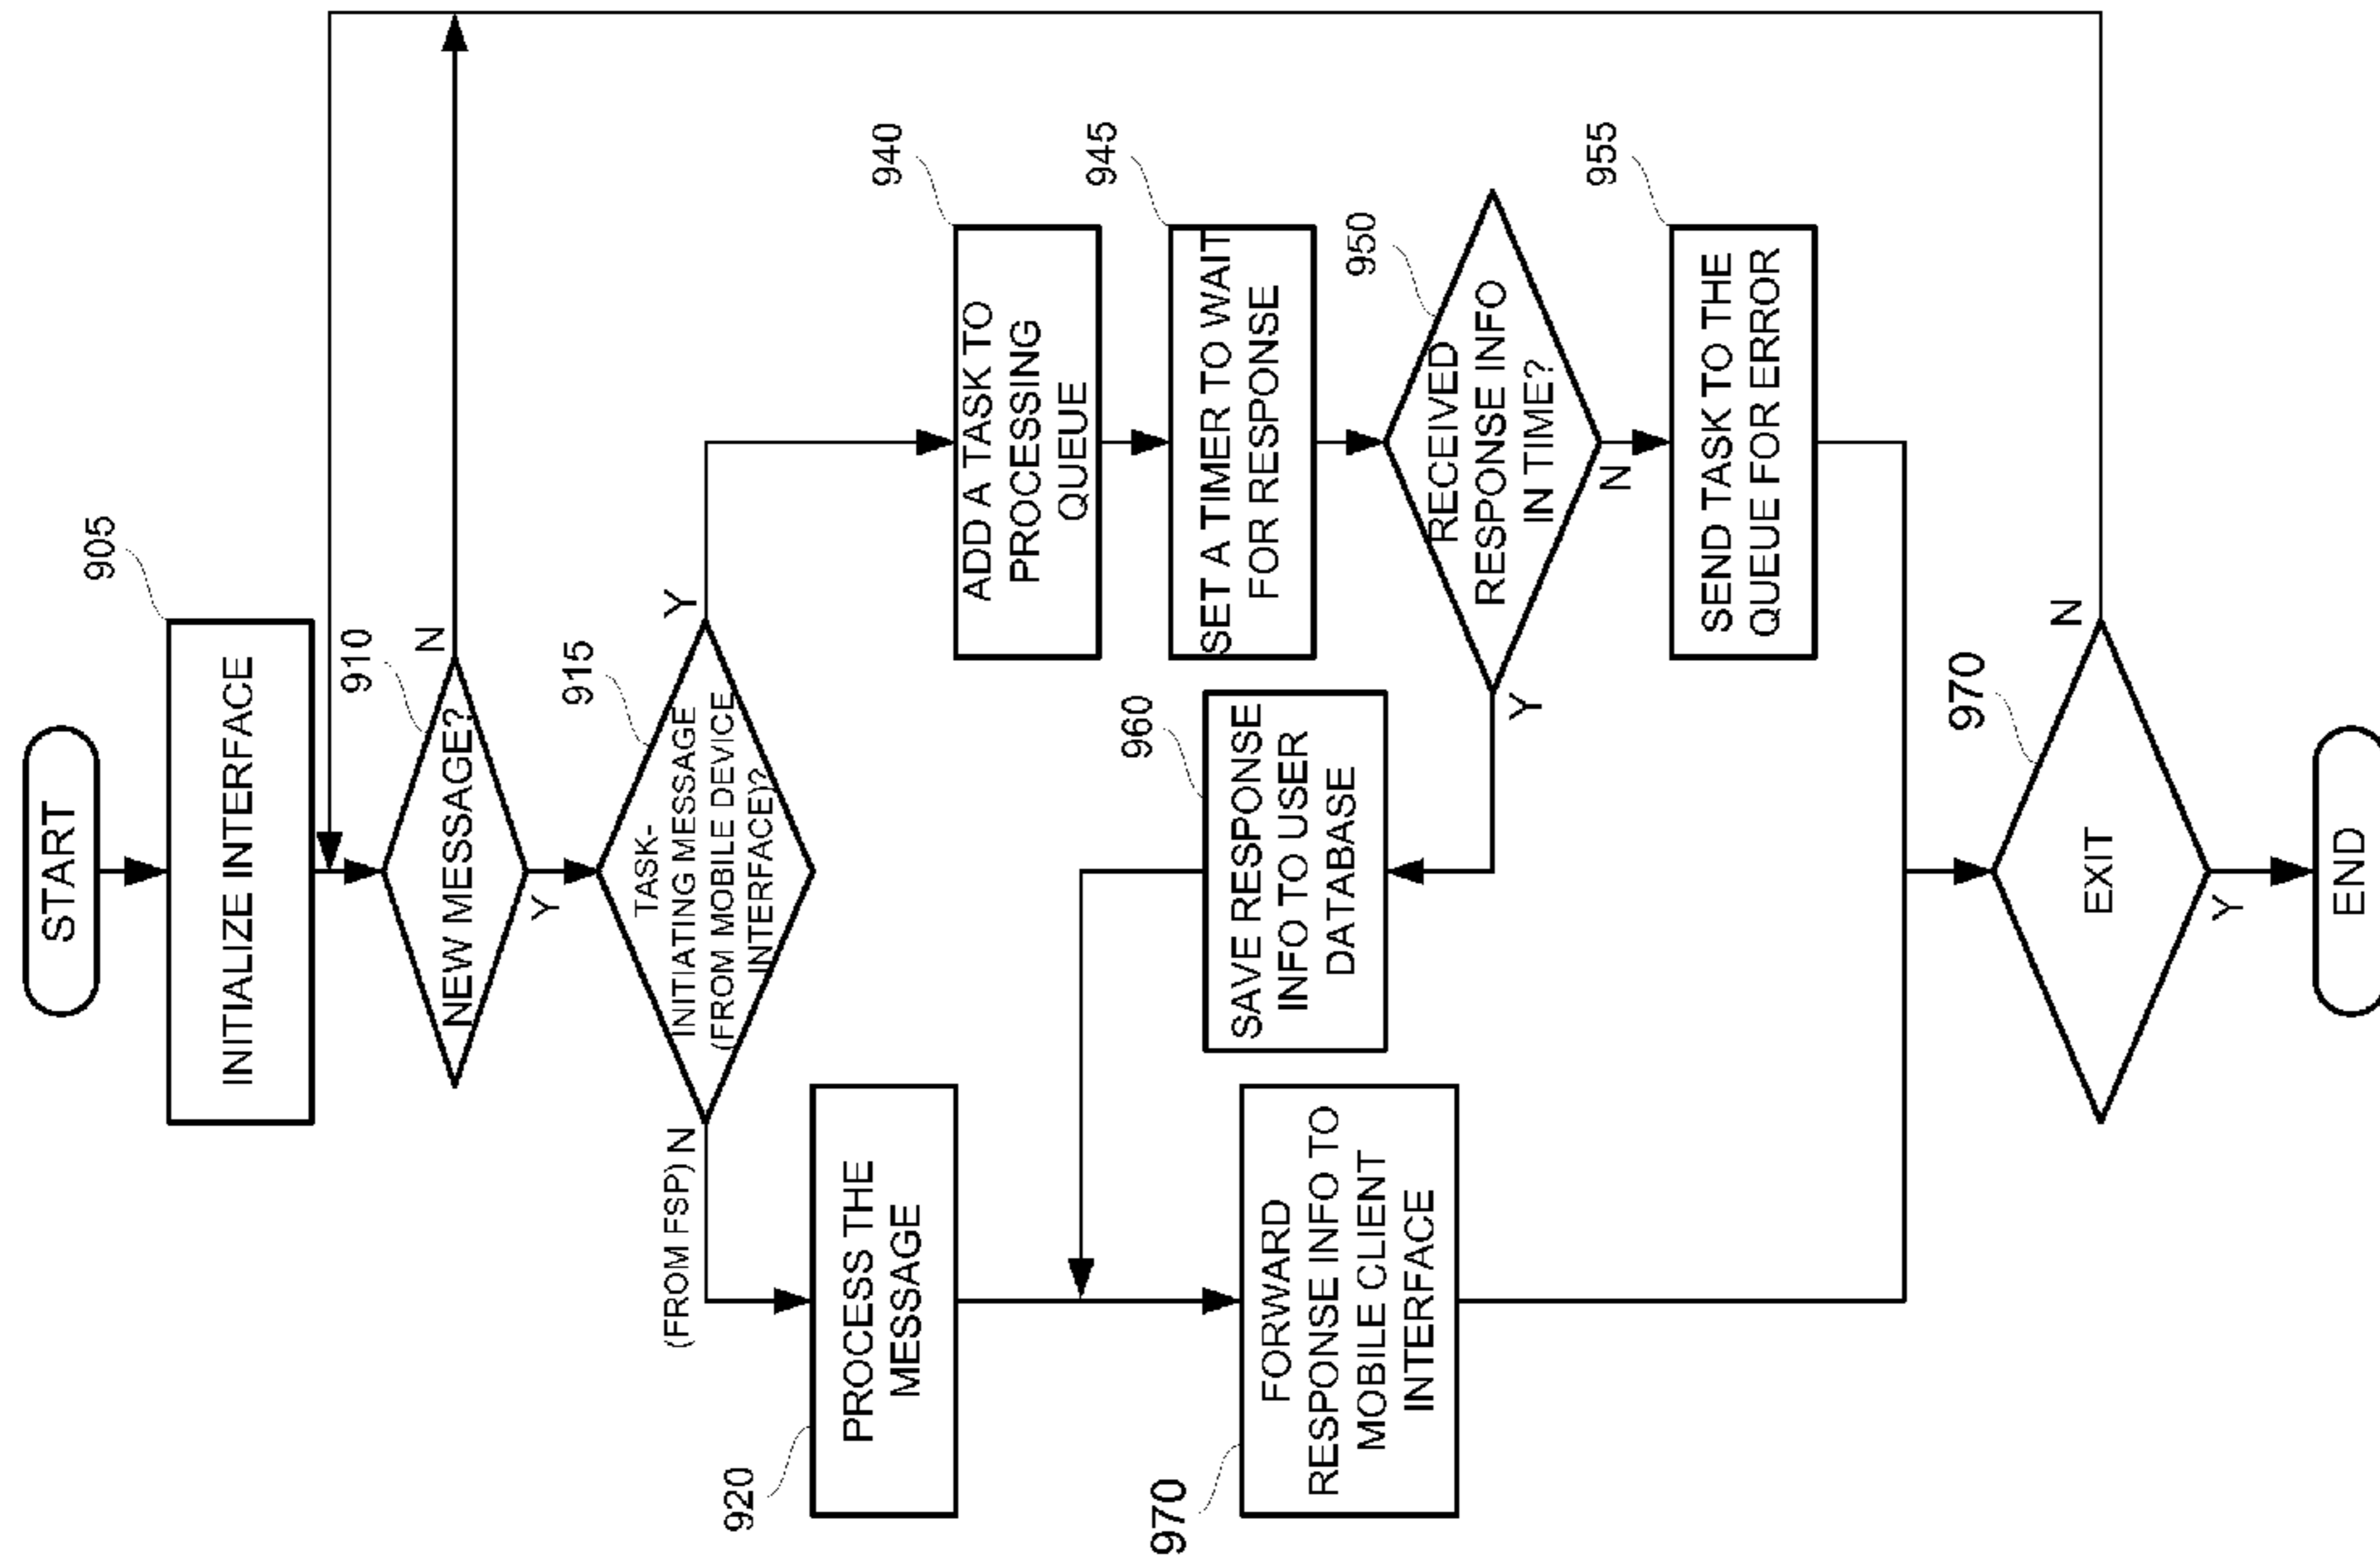 START
905
INITIALIZE INTERFACE
910
NEW MESSAGE?
N
Y
915
TASK-
INITIATING MESSAGE
(FROM MOBILE DEVICE
INTERFACE)?
Y
(FROM FSP) N
920
PROCESS THE
MESSAGE
940
ADD A TASK TO
PROCESSING
QUEUE
945
SET A TIMER TO WAIT
FOR RESPONSE
950
RECEIVED
RESPONSE INFO
IN TIME?
Y
N
960
SAVE RESPONSE
INFO TO USER
DATABASE
970
FORWARD
RESPONSE INFO TO
MOBILE CLIENT
INTERFACE
955
SEND TASK TO THE
QUEUE FOR ERROR
970
EXIT
N
Y
END